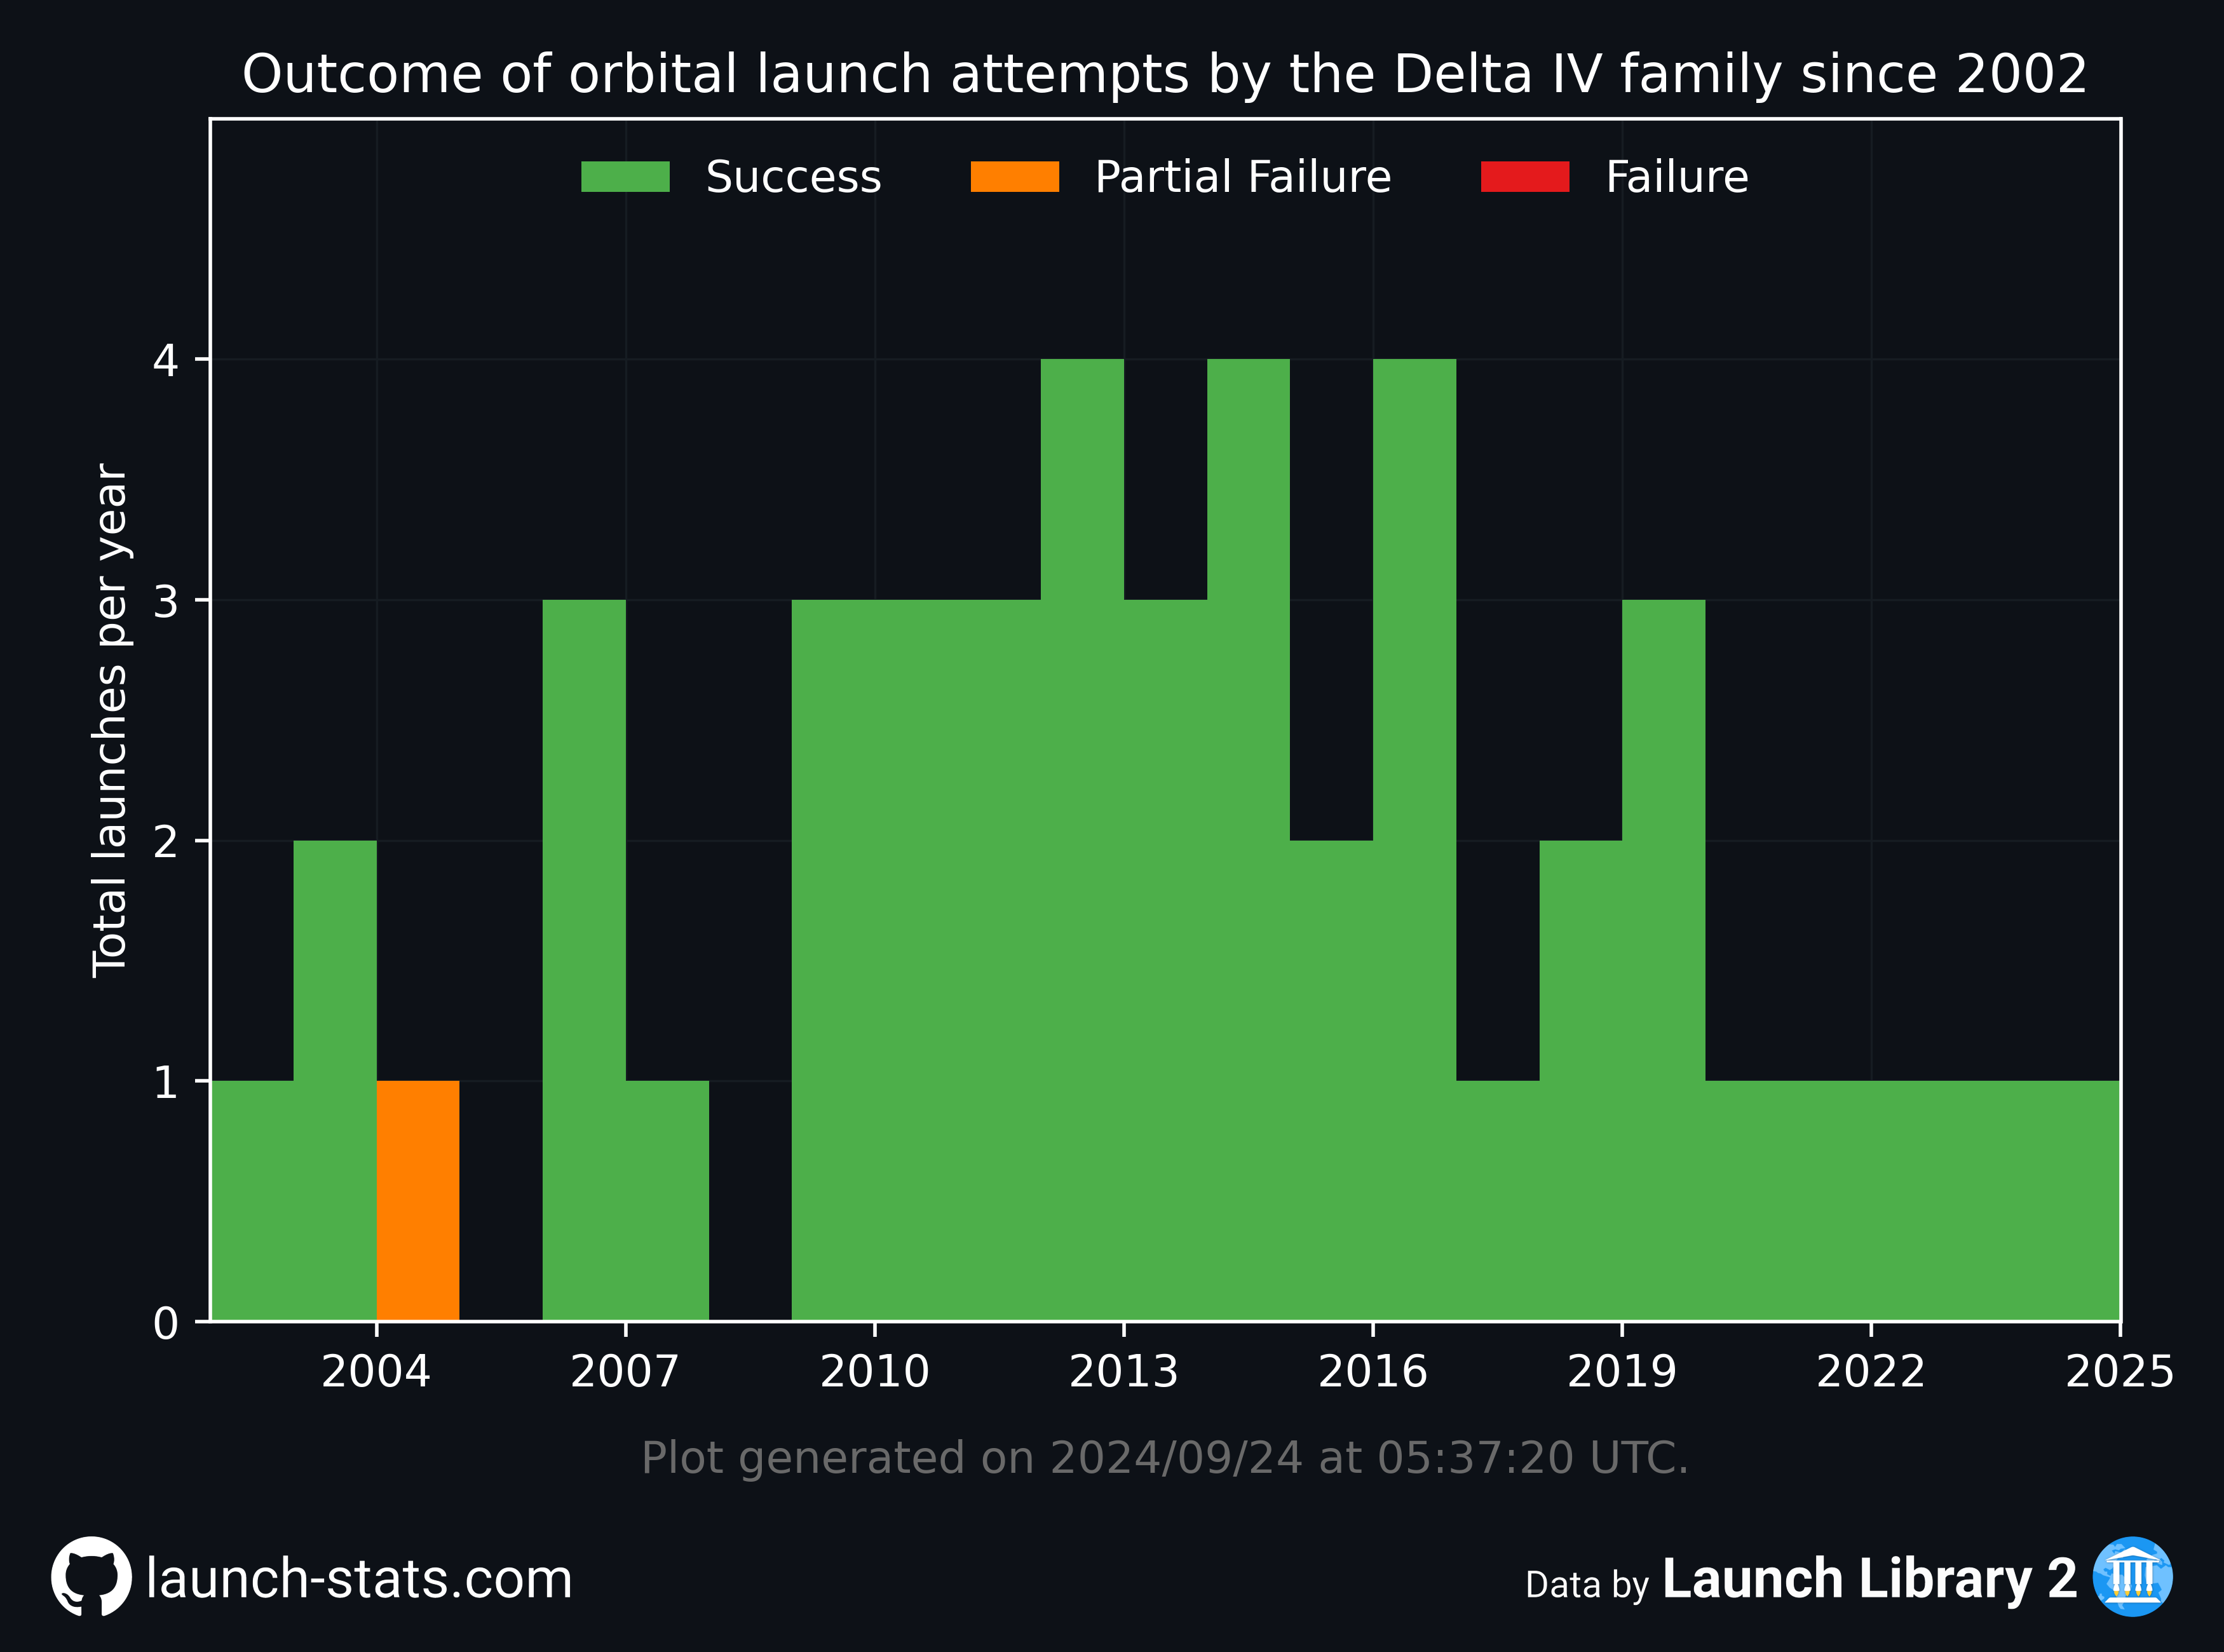 Outcome of orbital launch attempts by the Delta IV family since 2002
Success
Partial Failure
Failure
Total launches per year
4
3
2
1
0
2004
2007
2010
2013
2016
2019
2022
2025
Plot generated on 2024/09/24 at 05:37:20 UTC.
launch-stats.com
Data by Launch Library 2